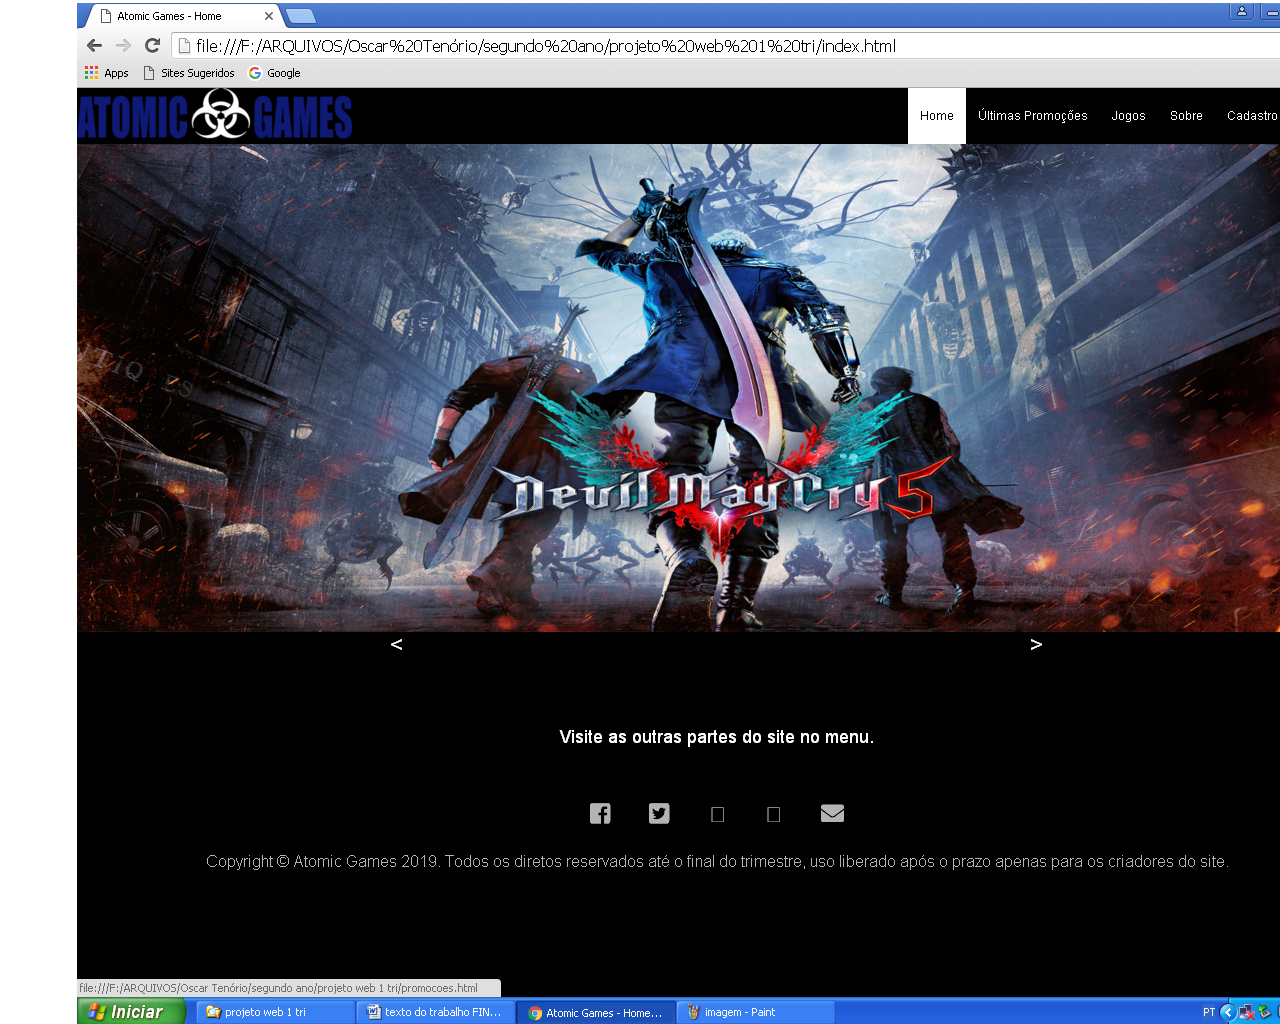 Atomic Games - Home
file:///F:/ARQUIVOS/Oscar%20Tenório/segundo%20ano/projeto%20web%201%20tri/index.html
Apps Sites Sugeridos Google
ATOMIC GAMES Home Últimas Promoções Jogos Sobre Cadastro
TIQ ES
Devil May Cry 5
< >
Visite as outras partes do site no menu.
Copyright © Atomic Games 2019. Todos os diretos reservados até o final do trimestre, uso liberado após o prazo apenas para os criadores do site.
file:///F:/ARQUIVOS/Oscar Tenório/segundo ano/projeto web 1 tri/promocoes.html
Iniciar projeto web 1 tri texto do trabalho FIN... Atomic Games - Home... imagem - Paint PT